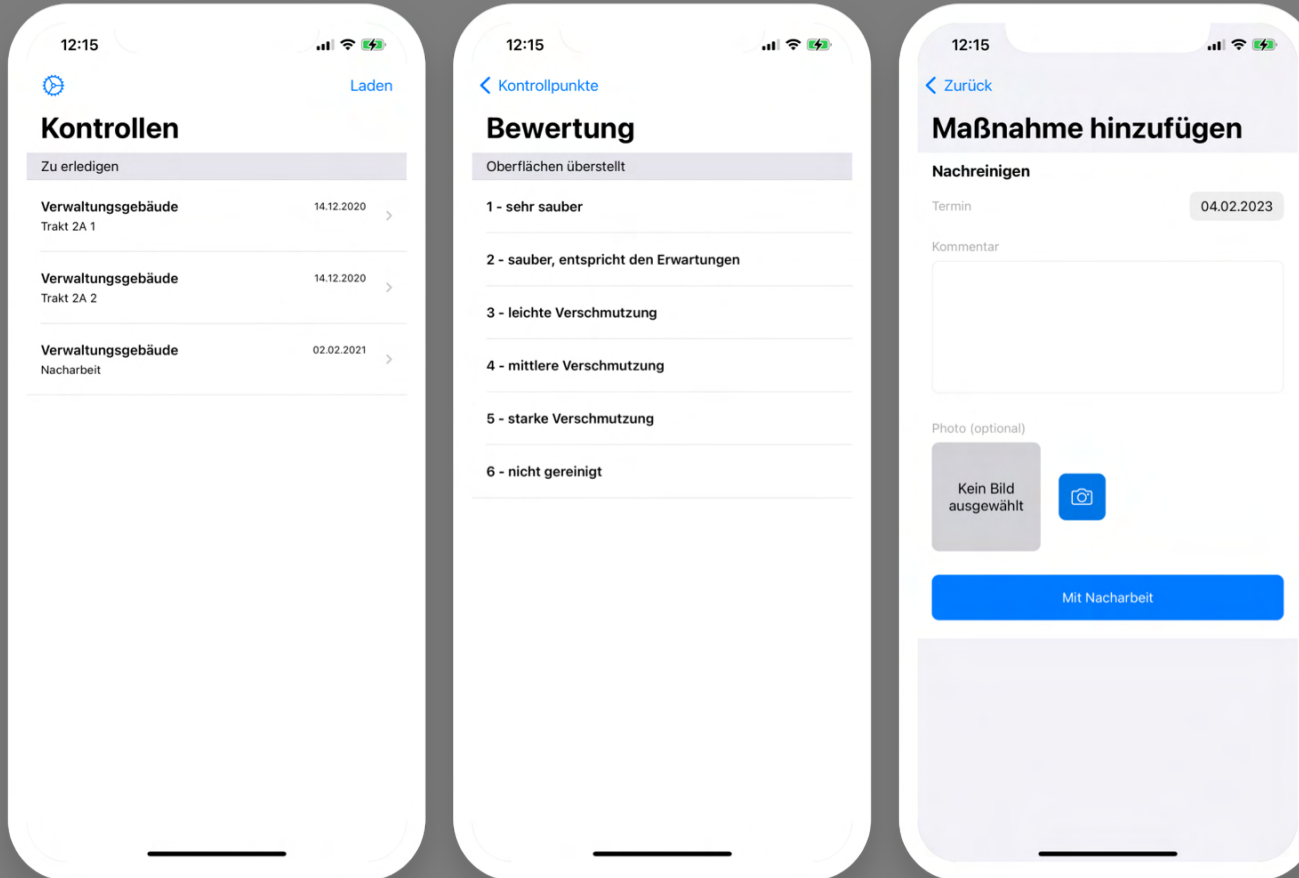 12:15
Laden
Kontrollen
Zu erledigen
Verwaltungsgebäude 14.12.2020
Trakt 2A 1
Verwaltungsgebäude 14.12.2020
Trakt 2A 2
Verwaltungsgebäude 02.02.2021
Nacharbeit
12:15
Kontrollpunkte
Bewertung
Oberflächen überstellt
1 - sehr sauber
2 - sauber, entspricht den Erwartungen
3 - leichte Verschmutzung
4 - mittlere Verschmutzung
5 - starke Verschmutzung
6 - nicht gereinigt
12:15
Zurück
Maßnahme hinzufügen
Nachreinigen
Termin 04.02.2023
Kommentar
Photo (optional)
Kein Bild
ausgewählt
Mit Nacharbeit